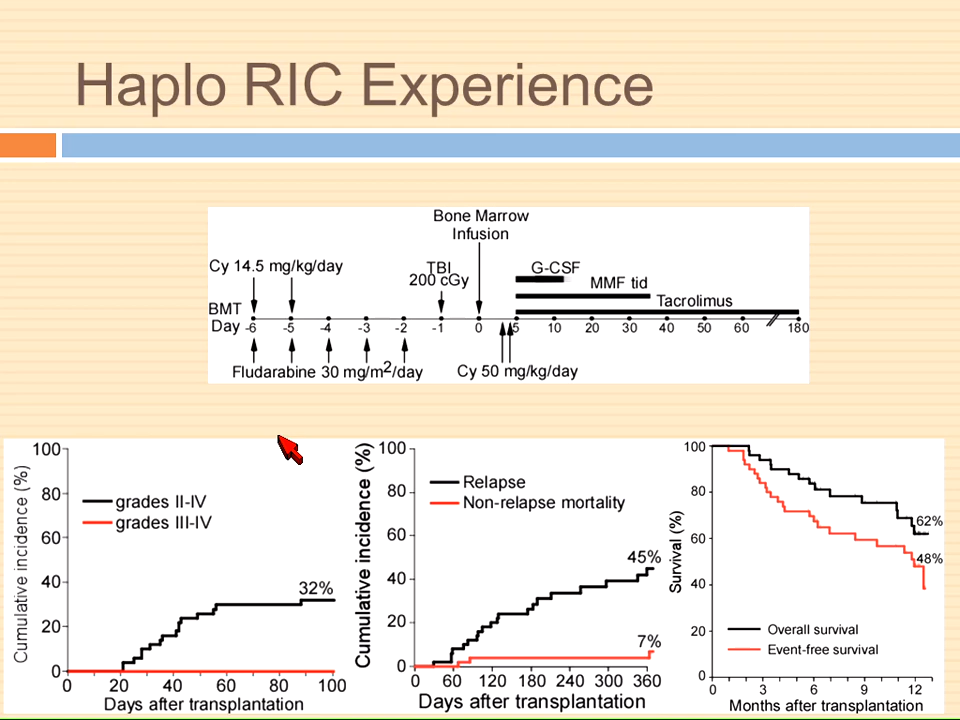 Haplo RIC Experience
Bone Marrow
Infusion
Cy 14.5 mg/kg/day
TBI
200 cGy
G-CSF
MMF tid
Tacrolimus
BMT
Day
-6 -5 -4 -3 -2 -1 0 5 10 20 30 40 50 60 180
Fludarabine 30 mg/m2/day
Cy 50 mg/kg/day
Cumulative incidence (%)
100
80
60
40
20
0
grades II-IV
grades III-IV
32%
0 20 40 60 80 100
Days after transplantation
Cumulative incidence (%)
100
80
60
40
20
0
Relapse
Non-relapse mortality
45%
7%
0 60 120 180 240 300 360
Days after transplantation
Survival (%)
100
80
60
40
20
0
62%
48%
Overall survival
Event-free survival
0 3 6 9 12
Months after transplantation